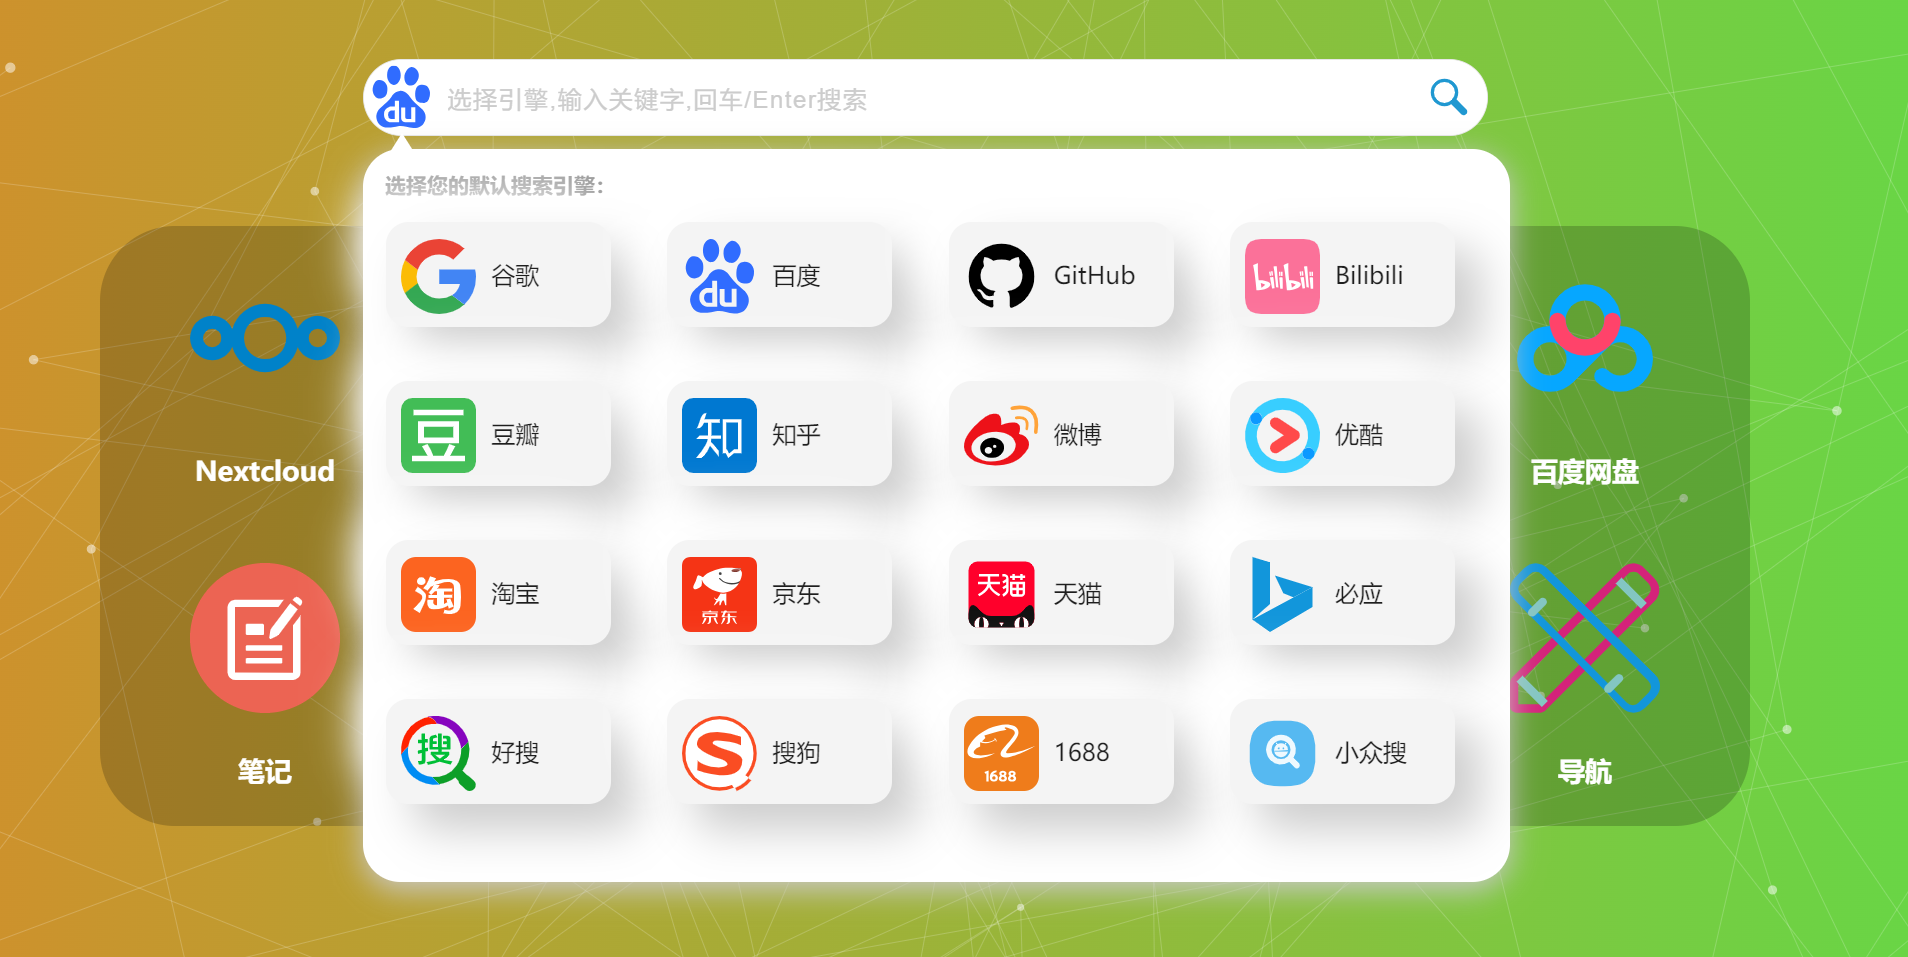 du 选择引擎,输入关键字,回车/Enter搜索
选择您的默认搜索引擎：
谷歌
du 百度
GitHub
bilibili Bilibili
豆 豆瓣
知 知乎
微博
优酷
淘 淘宝
京东 京东
天猫 天猫
必应
搜 好搜
S 搜狗
1688 1688
小众搜
Nextcloud
百度网盘
笔记
导航